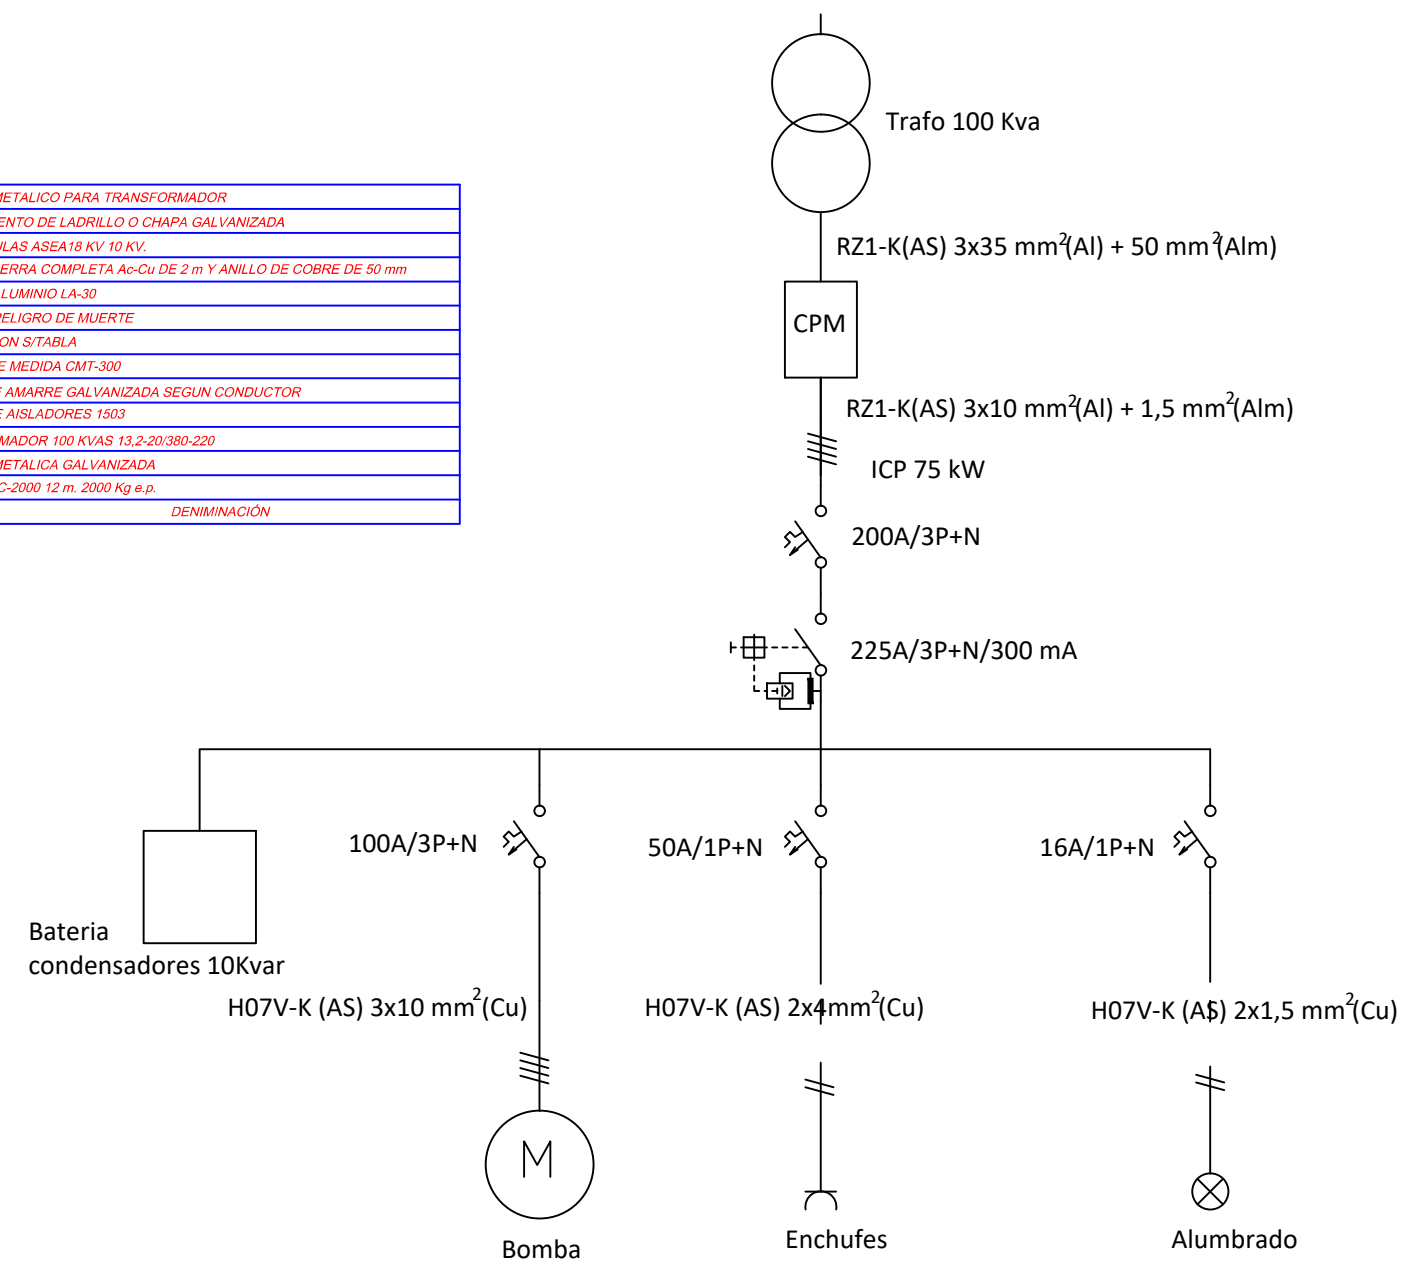 Trafo 100 Kva
METALICO PARA TRANSFORMADOR
ENTO DE LADRILLO O CHAPA GALVANIZADA
ULAS ASEA18 KV 10 KV.
ERRA COMPLETA Ac-Cu DE 2 m Y ANILLO DE COBRE DE 50 mm
LUMINIO LA-30
PELIGRO DE MUERTE
ON S/TABLA
E MEDIDA CMT-300
E AMARRE GALVANIZADA SEGUN CONDUCTOR
E AISLADORES 1503
MADOR 100 KVAS 13,2-20/380-220
METALICA GALVANIZADA
C-2000 12 m. 2000 Kg e.p.
DENIMINACIÓN
RZ1-K(AS) 3x35 mm²(Al) + 50 mm²(Alm)
CPM
RZ1-K(AS) 3x10 mm²(Al) + 1,5 mm²(Alm)
ICP 75 kW
200A/3P+N
225A/3P+N/300 mA
100A/3P+N
50A/1P+N
16A/1P+N
Bateria
condensadores 10Kvar
H07V-K (AS) 3x10 mm²(Cu)
H07V-K (AS) 2x4mm²(Cu)
H07V-K (AS) 2x1,5 mm²(Cu)
M
Bomba
Enchufes
Alumbrado